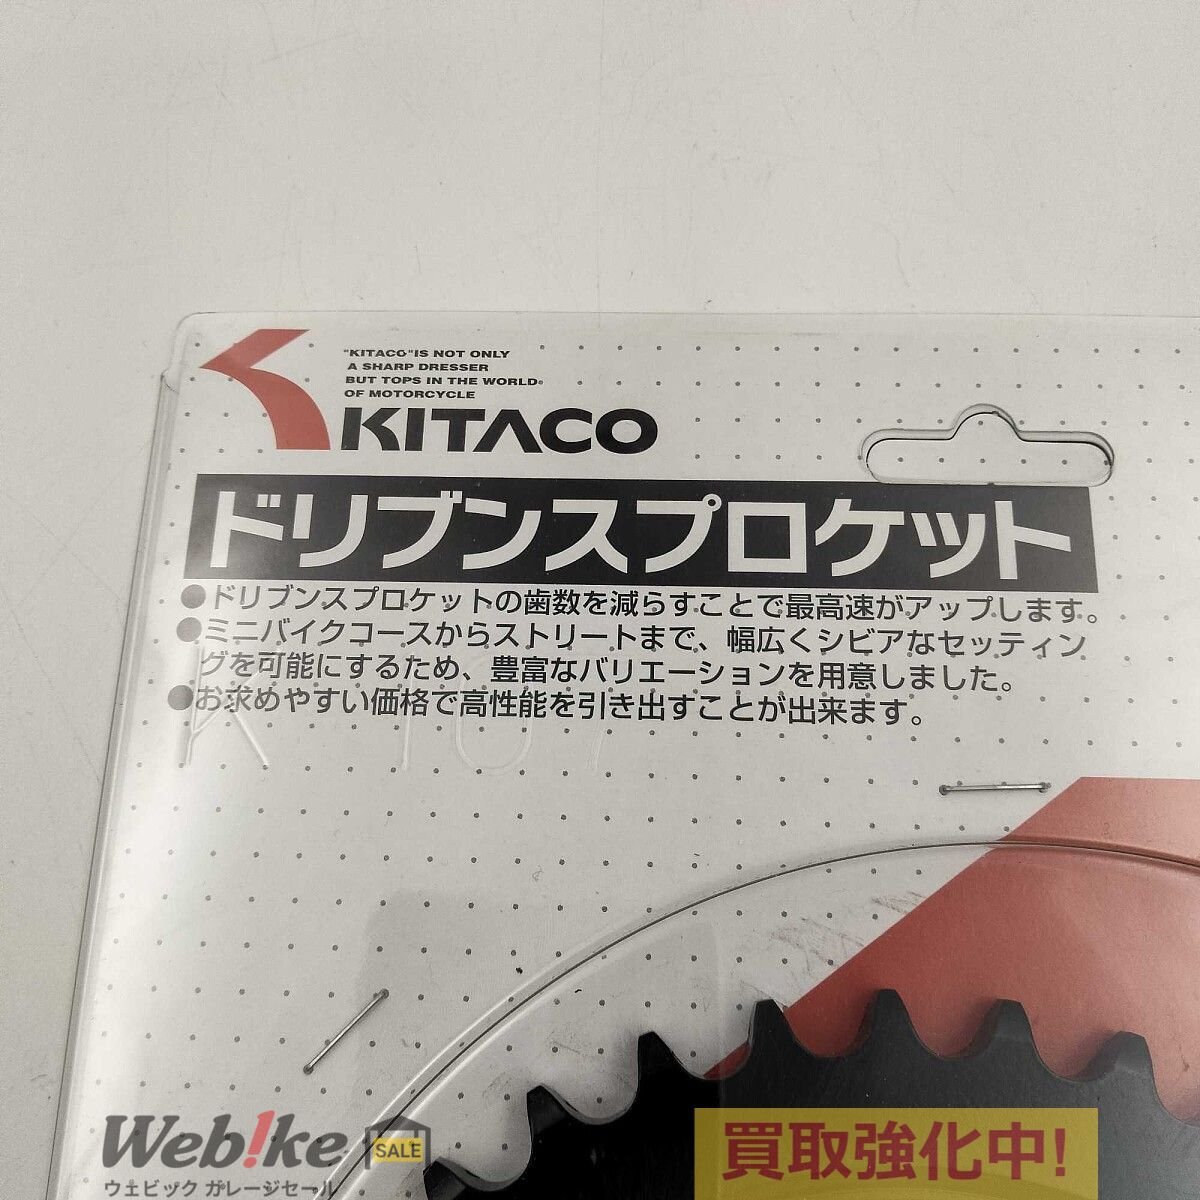 "KITACO"IS NOT ONLY
A SHARP DRESSER
BUT TOPS IN THE WORLD
OF MOTORCYCLE
KITACO
ドリブンスプロケット
●ドリブンスプロケットの歯数を減らすことで最高速がアップします。
●ミニバイクコースからストリートまで、幅広くシビアなセッティン
グを可能にするため、豊富なバリエーションを用意しました。
●お求めやすい価格で高性能を引き出すことが出来ます。
K 107
Web!ke SALE
ウェビック ガレージセール
買取強化中!